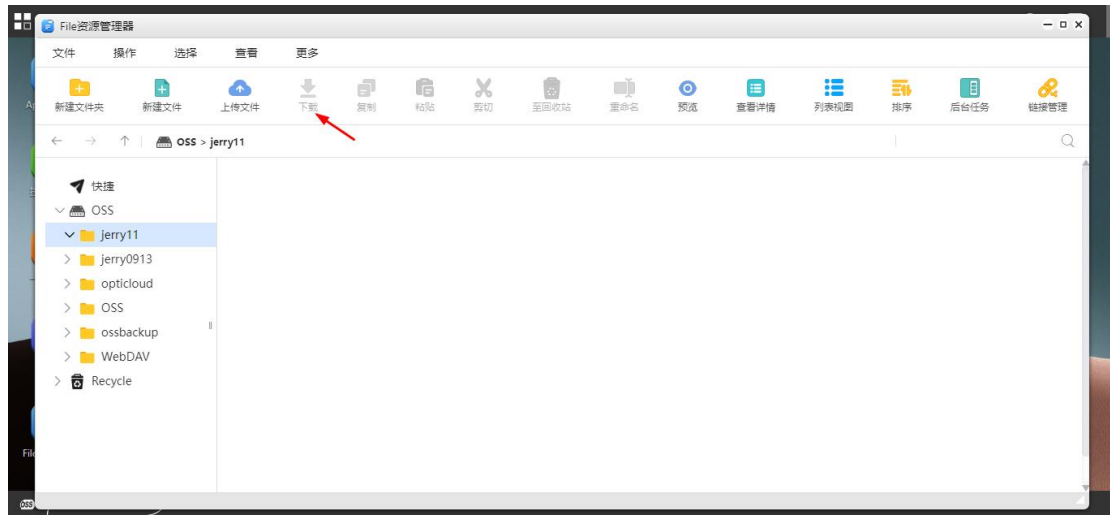 File资源管理器
文件 操作 选择 查看 更多
新建文件夹 新建文件 上传文件 下载 复制 粘贴 剪切 至回收站 重命名 预览 查看详情 列表视图 排序 后台任务 链接管理
OSS > jerry11
快捷
OSS
jerry11
jerry0913
opticloud
OSS
ossbackup
WebDAV
Recycle
File
OSS